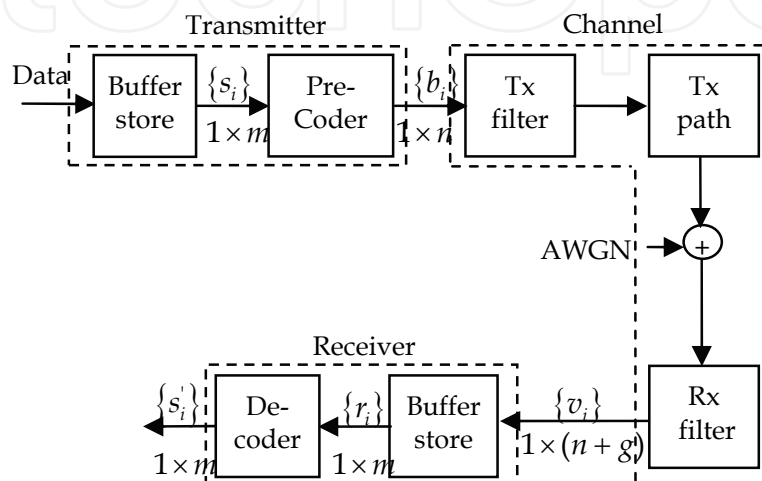 Transmitter
Channel
Data
Buffer
store
{s_i}
1 × m
Pre-
Coder
{b_i}
1 × n
Tx
filter
Tx
path
AWGN
+
Receiver
{s_i'}
1 × m
De-
coder
{r_i}
1 × m
Buffer
store
{v_i}
1 × (n + g)
Rx
filter